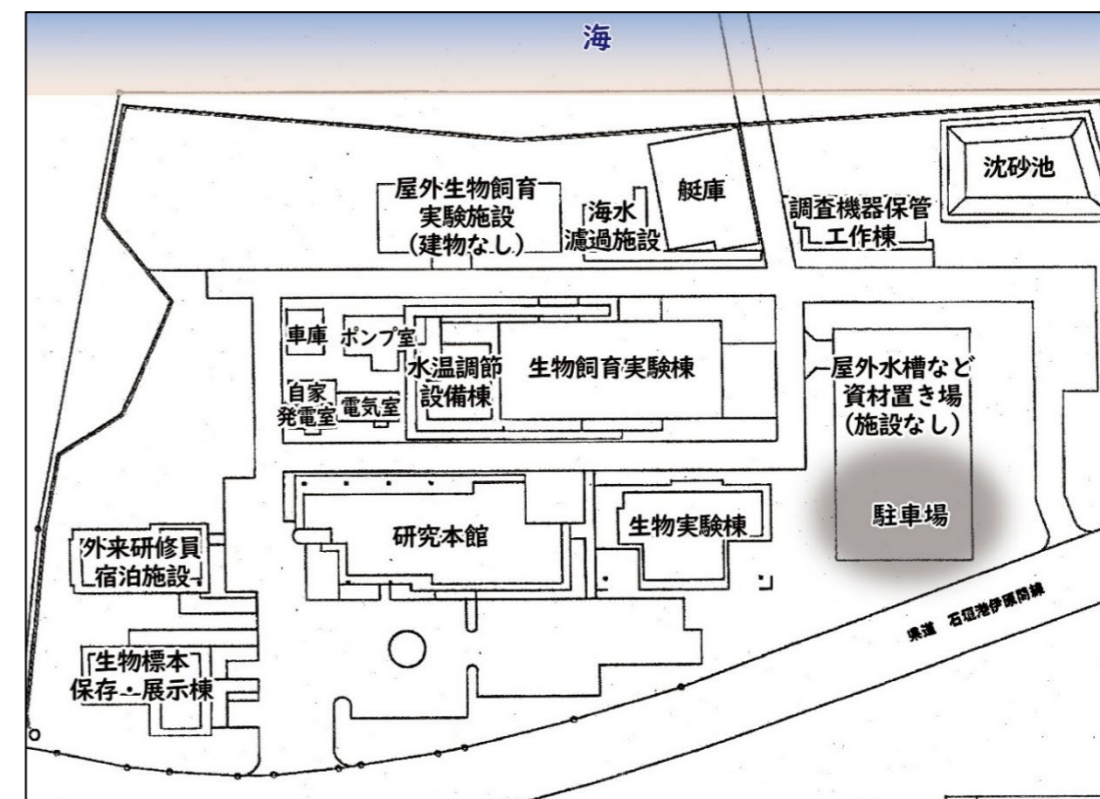 海
沈砂池
艇庫
屋外生物飼育
実験施設
(建物なし)
海水
濾過施設
調査機器保管
工作棟
車庫
ポンプ室
水温調節
設備棟
生物飼育実験棟
屋外水槽など
資材置き場
(施設なし)
自家
発電室
電気室
駐車場
研究本館
生物実験棟
外来研修員
宿泊施設
生物標本
保存・展示棟
県道 石垣港伊原間線